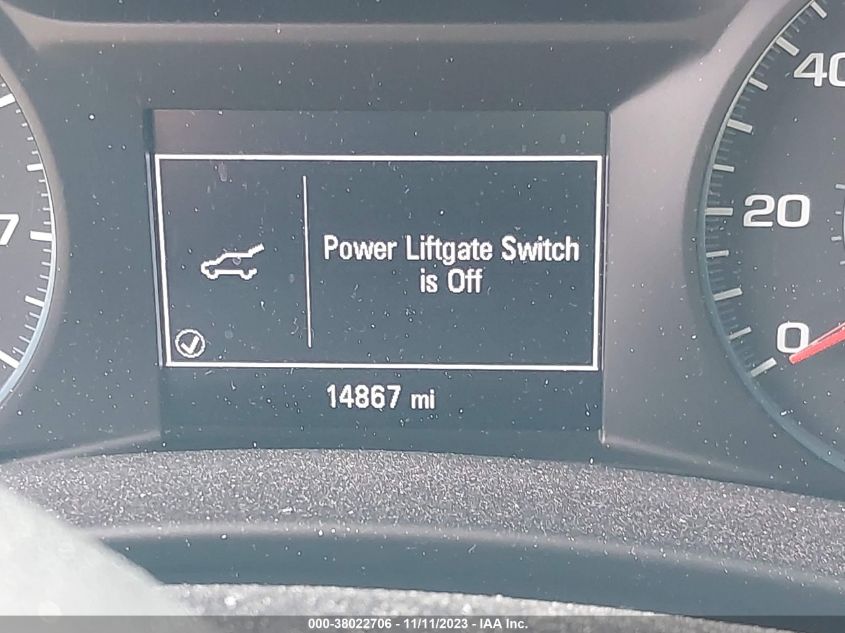 40
7
20
Power Liftgate Switch
is Off
0
14867 mi
000-38022706 - 11/11/2023 - IAA Inc.